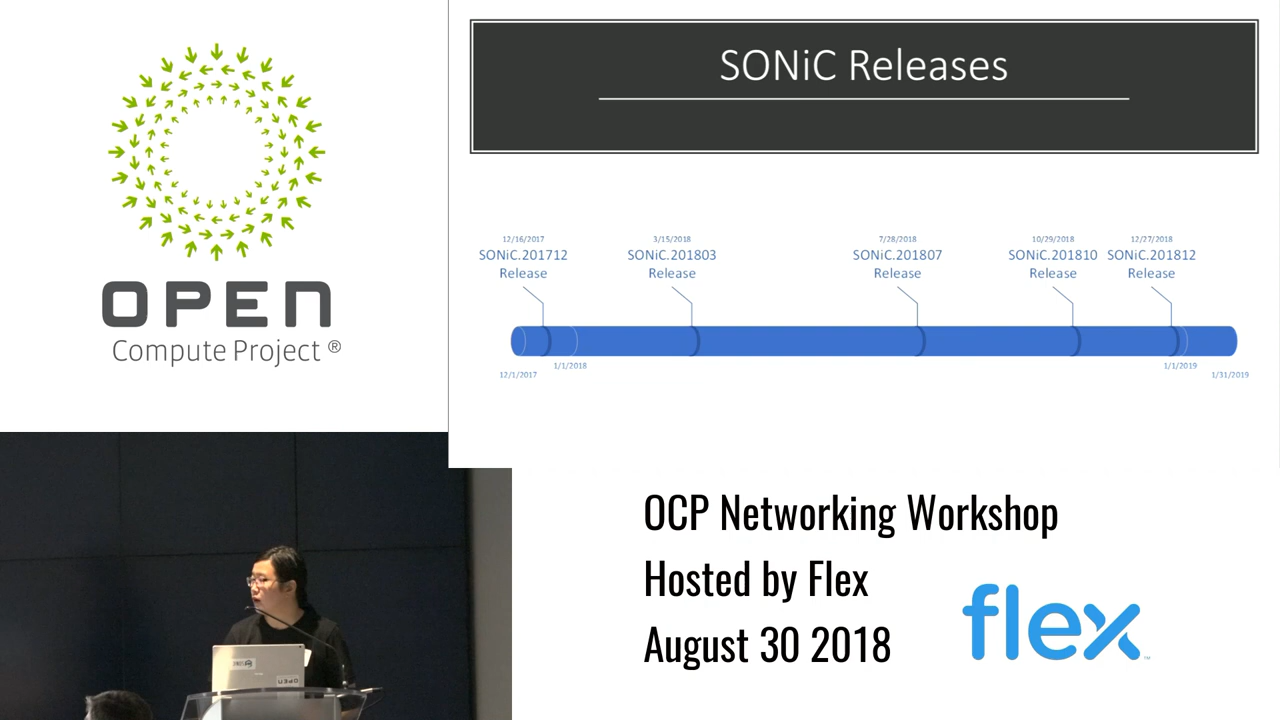 OPEN
Compute Project ®
SONiC Releases
12/16/2017
SONiC.201712
Release
3/15/2018
SONiC.201803
Release
7/28/2018
SONiC.201807
Release
10/29/2018
SONiC.201810
Release
12/27/2018
SONiC.201812
Release
12/1/2017
1/1/2018
1/1/2019
1/31/2019
OCP Networking Workshop
Hosted by Flex
August 30 2018
flex™
OPEN